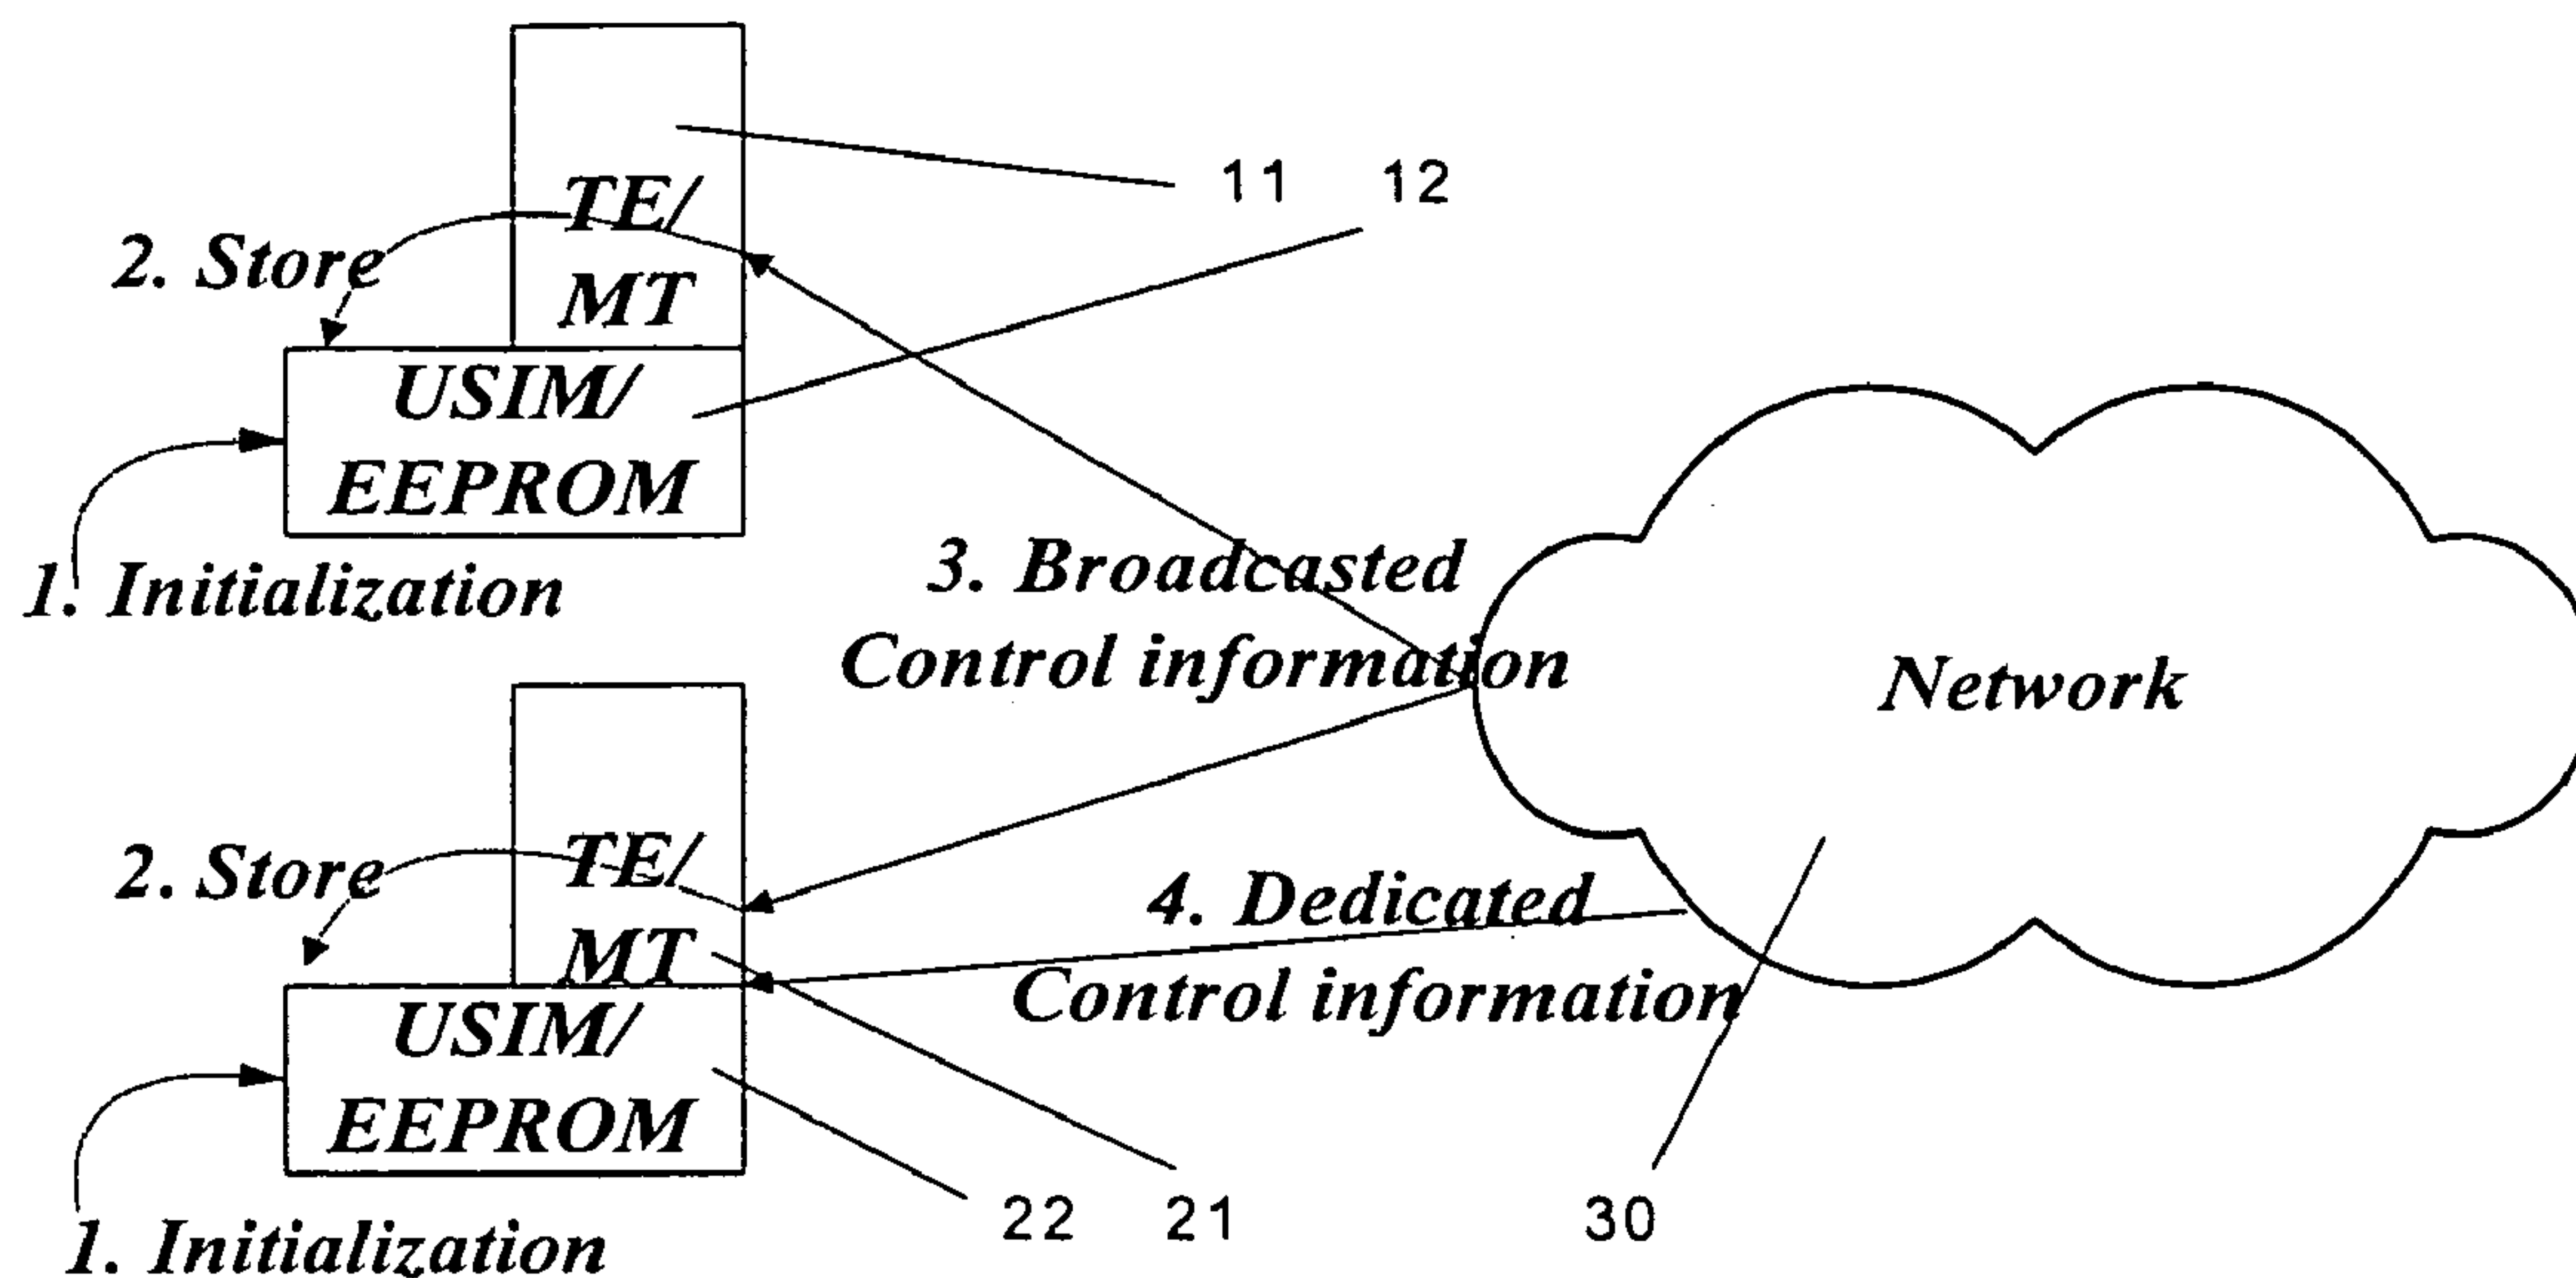 11 12
TE/
2. Store
MT
USIM/
EEPROM
1. Initialization
3. Broadcasted
Control information
Network
TE/
2. Store
MT
4. Dedicated
Control information
USIM/
EEPROM
22 21 30
1. Initialization